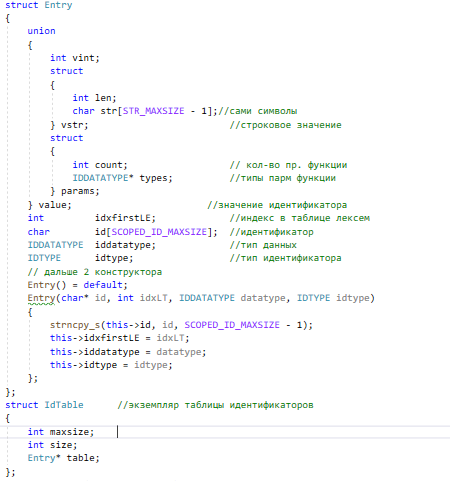 struct Entry
{
union
{
int vint;
struct
{
int len;
char str[STR_MAXSIZE - 1];//сами символы
} vstr; //строковое значение
struct
{
int count; // кол-во пр. функции
IDDATATYPE* types; //типы парм функции
} params;
} value; //значение идентификатора
int idxfirstLE; //индекс в таблице лексем
char id[SCOPED_ID_MAXSIZE]; //идентификатор
IDDATATYPE iddatatype; //тип данных
IDTYPE idtype; //тип идентификатора
// дальше 2 конструктора
Entry() = default;
Entry(char* id, int idxLT, IDDATATYPE datatype, IDTYPE idtype)
{
strncpy_s(this->id, id, SCOPED_ID_MAXSIZE - 1);
this->idxfirstLE = idxLT;
this->iddatatype = datatype;
this->idtype = idtype;
};
};
struct IdTable //экземпляр таблицы идентификаторов
{
int maxsize;
int size;
Entry* table;
};